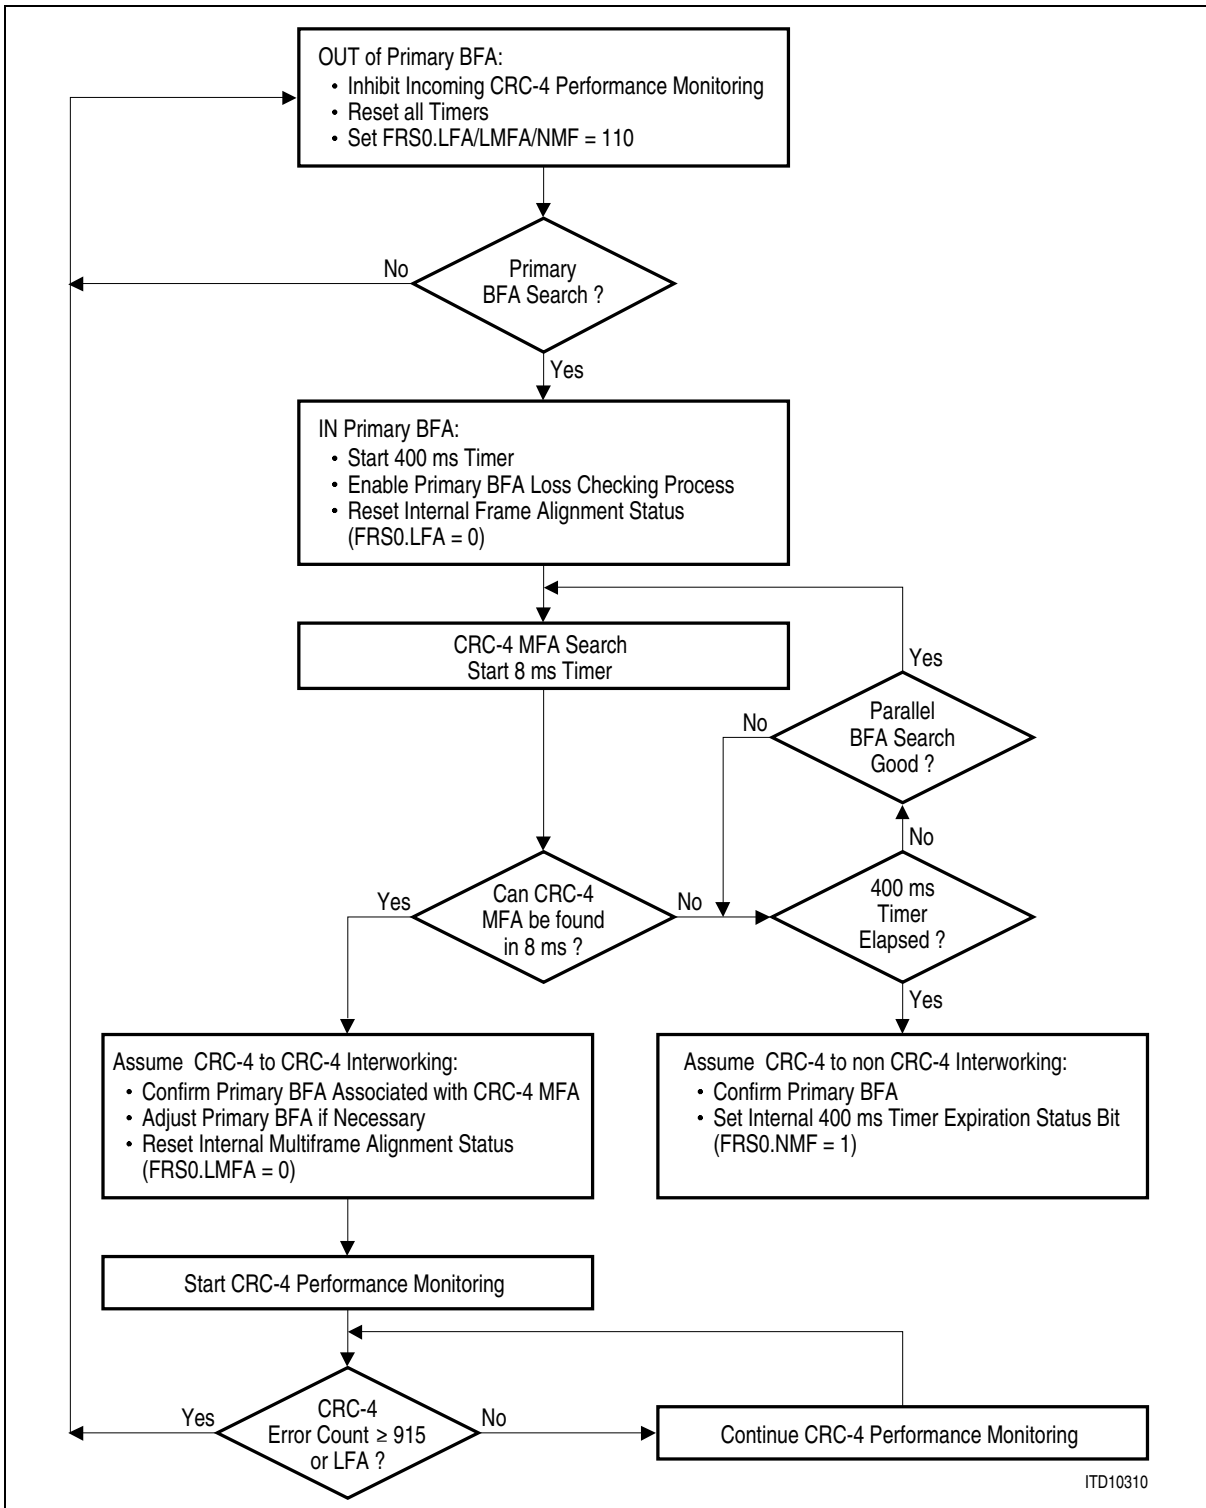 OUT of Primary BFA:
• Inhibit Incoming CRC-4 Performance Monitoring
• Reset all Timers
• Set FRS0.LFA/LMFA/NMF = 110
No
Primary
BFA Search ?
Yes
IN Primary BFA:
• Start 400 ms Timer
• Enable Primary BFA Loss Checking Process
• Reset Internal Frame Alignment Status
(FRS0.LFA = 0)
CRC-4 MFA Search
Start 8 ms Timer
Yes
No
Parallel
BFA Search
Good ?
No
Yes
Can CRC-4
MFA be found
in 8 ms ?
No
400 ms
Timer
Elapsed ?
Yes
Assume CRC-4 to CRC-4 Interworking:
• Confirm Primary BFA Associated with CRC-4 MFA
• Adjust Primary BFA if Necessary
• Reset Internal Multiframe Alignment Status
(FRS0.LMFA = 0)
Assume CRC-4 to non CRC-4 Interworking:
• Confirm Primary BFA
• Set Internal 400 ms Timer Expiration Status Bit
(FRS0.NMF = 1)
Start CRC-4 Performance Monitoring
Yes
CRC-4
Error Count ≥ 915
or LFA ?
No
Continue CRC-4 Performance Monitoring
ITD10310